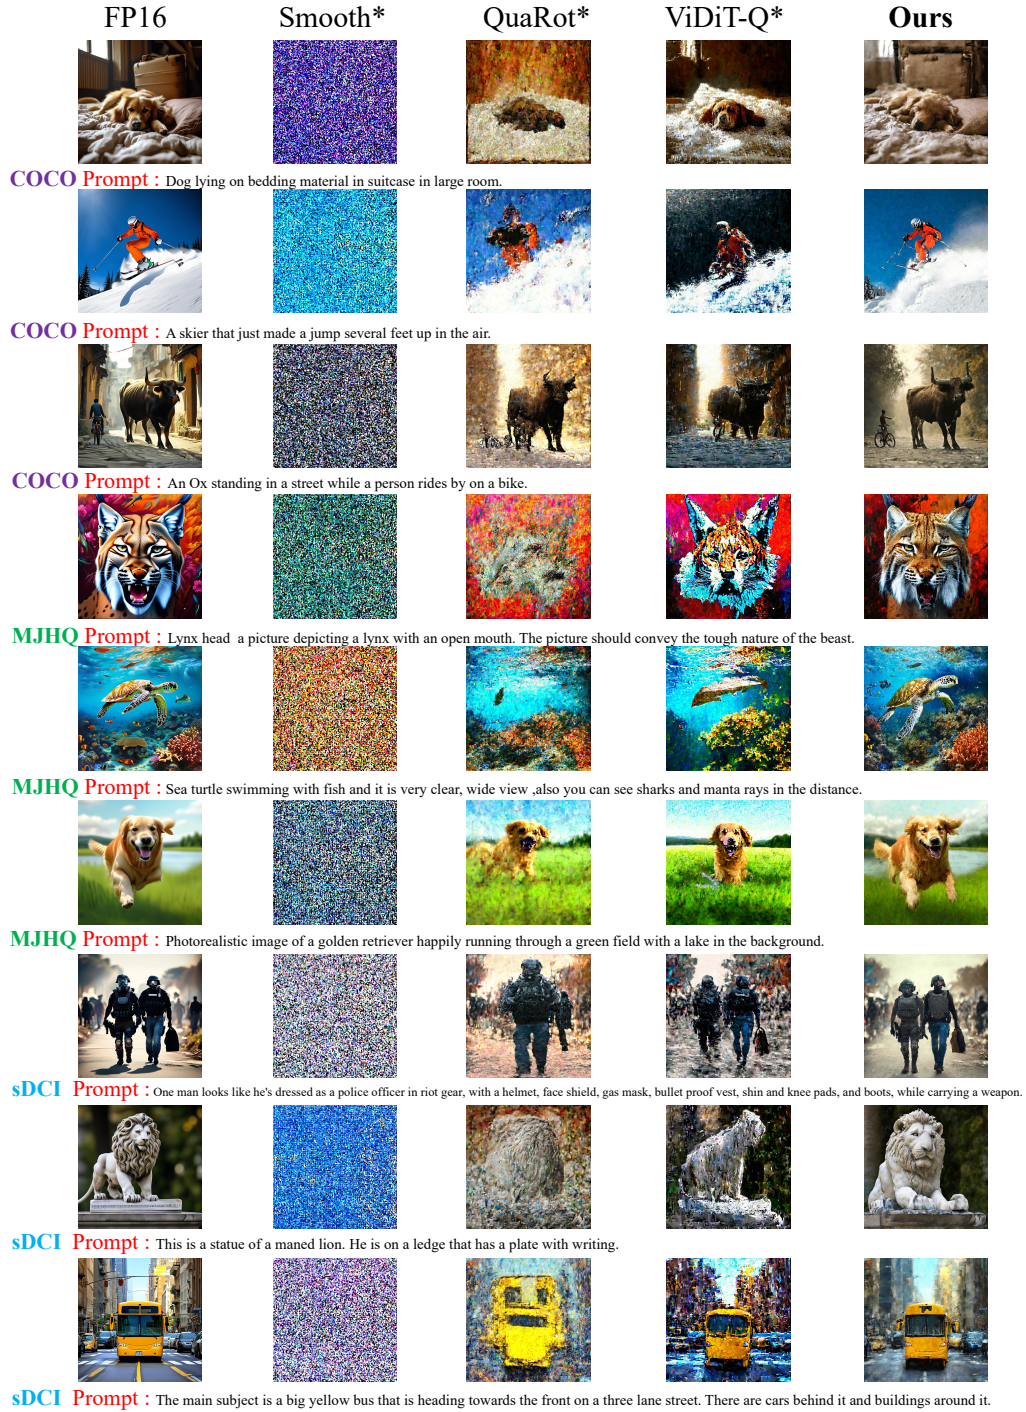 FP16 Smooth* QuaRot* ViDiT-Q* Ours
COCO Prompt : Dog lying on bedding material in suitcase in large room.
COCO Prompt : A skier that just made a jump several feet up in the air.
COCO Prompt : An Ox standing in a street while a person rides by on a bike.
MJHQ Prompt : Lynx head a picture depicting a lynx with an open mouth. The picture should convey the tough nature of the beast.
MJHQ Prompt : Sea turtle swimming with fish and it is very clear, wide view ,also you can see sharks and manta rays in the distance.
MJHQ Prompt : Photorealistic image of a golden retriever happily running through a green field with a lake in the background.
sDCI Prompt : One man looks like he's dressed as a police officer in riot gear, with a helmet, face shield, gas mask, bullet proof vest, shin and knee pads, and boots, while carrying a weapon.
sDCI Prompt : This is a statue of a maned lion. He is on a ledge that has a plate with writing.
sDCI Prompt : The main subject is a big yellow bus that is heading towards the front on a three lane street. There are cars behind it and buildings around it.